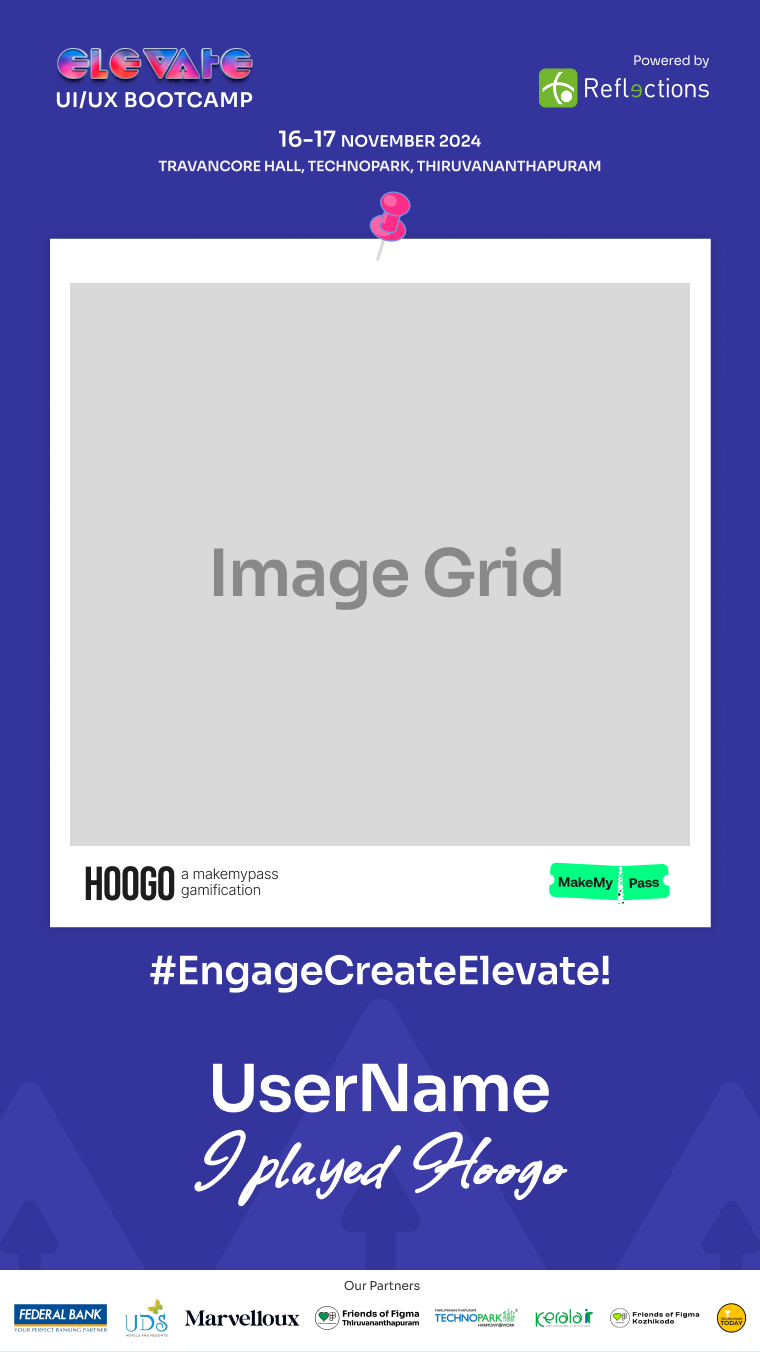 ELEVATE
UI/UX BOOTCAMP
Powered by
Reflections
16-17 NOVEMBER 2024
TRAVANCORE HALL, TECHNOPARK, THIRUVANANTHAPURAM
Image Grid
HOOGO a makemypass
gamification
MakeMy Pass
#EngageCreateElevate!
UserName
I played Hoogo
Our Partners
FEDERAL BANK
YOUR PERFECT BANKING PARTNER
UDS
HOTELS AND RESORTS
Marvelloux
Friends of Figma
Thiruvananthapuram
TECHNOPARK
HARMONY@WORK
Kerala
Friends of Figma
Kozhikode
TODAY